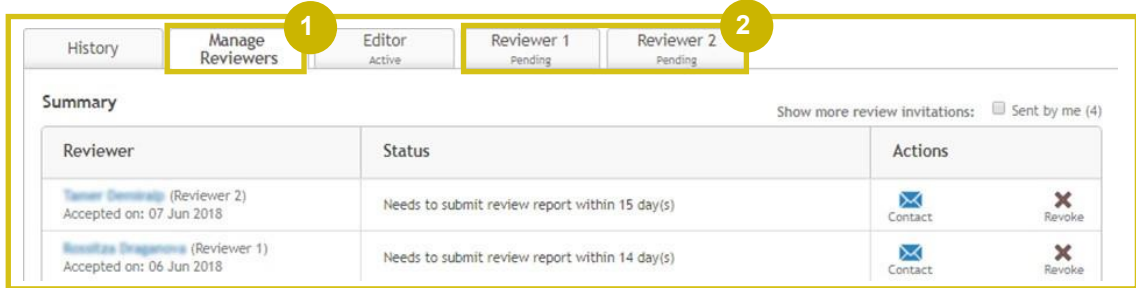 1
2
History
Manage
Reviewers
Editor
Active
Reviewer 1
Pending
Reviewer 2
Pending
Summary
Show more review invitations: Sent by me (4)
Reviewer Status Actions
(Reviewer 2)
Accepted on: 07 Jun 2018
Needs to submit review report within 15 day(s)
Contact
Revoke
(Reviewer 1)
Accepted on: 06 Jun 2018
Needs to submit review report within 14 day(s)
Contact
Revoke